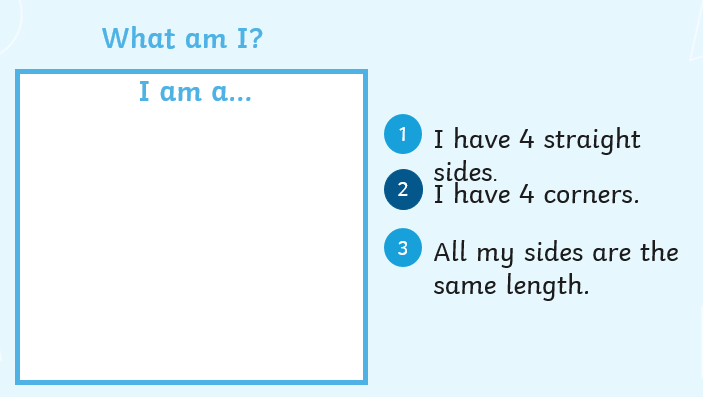 What am I?
I am a...
1 I have 4 straight
sides.
2 I have 4 corners.
3 All my sides are the
same length.